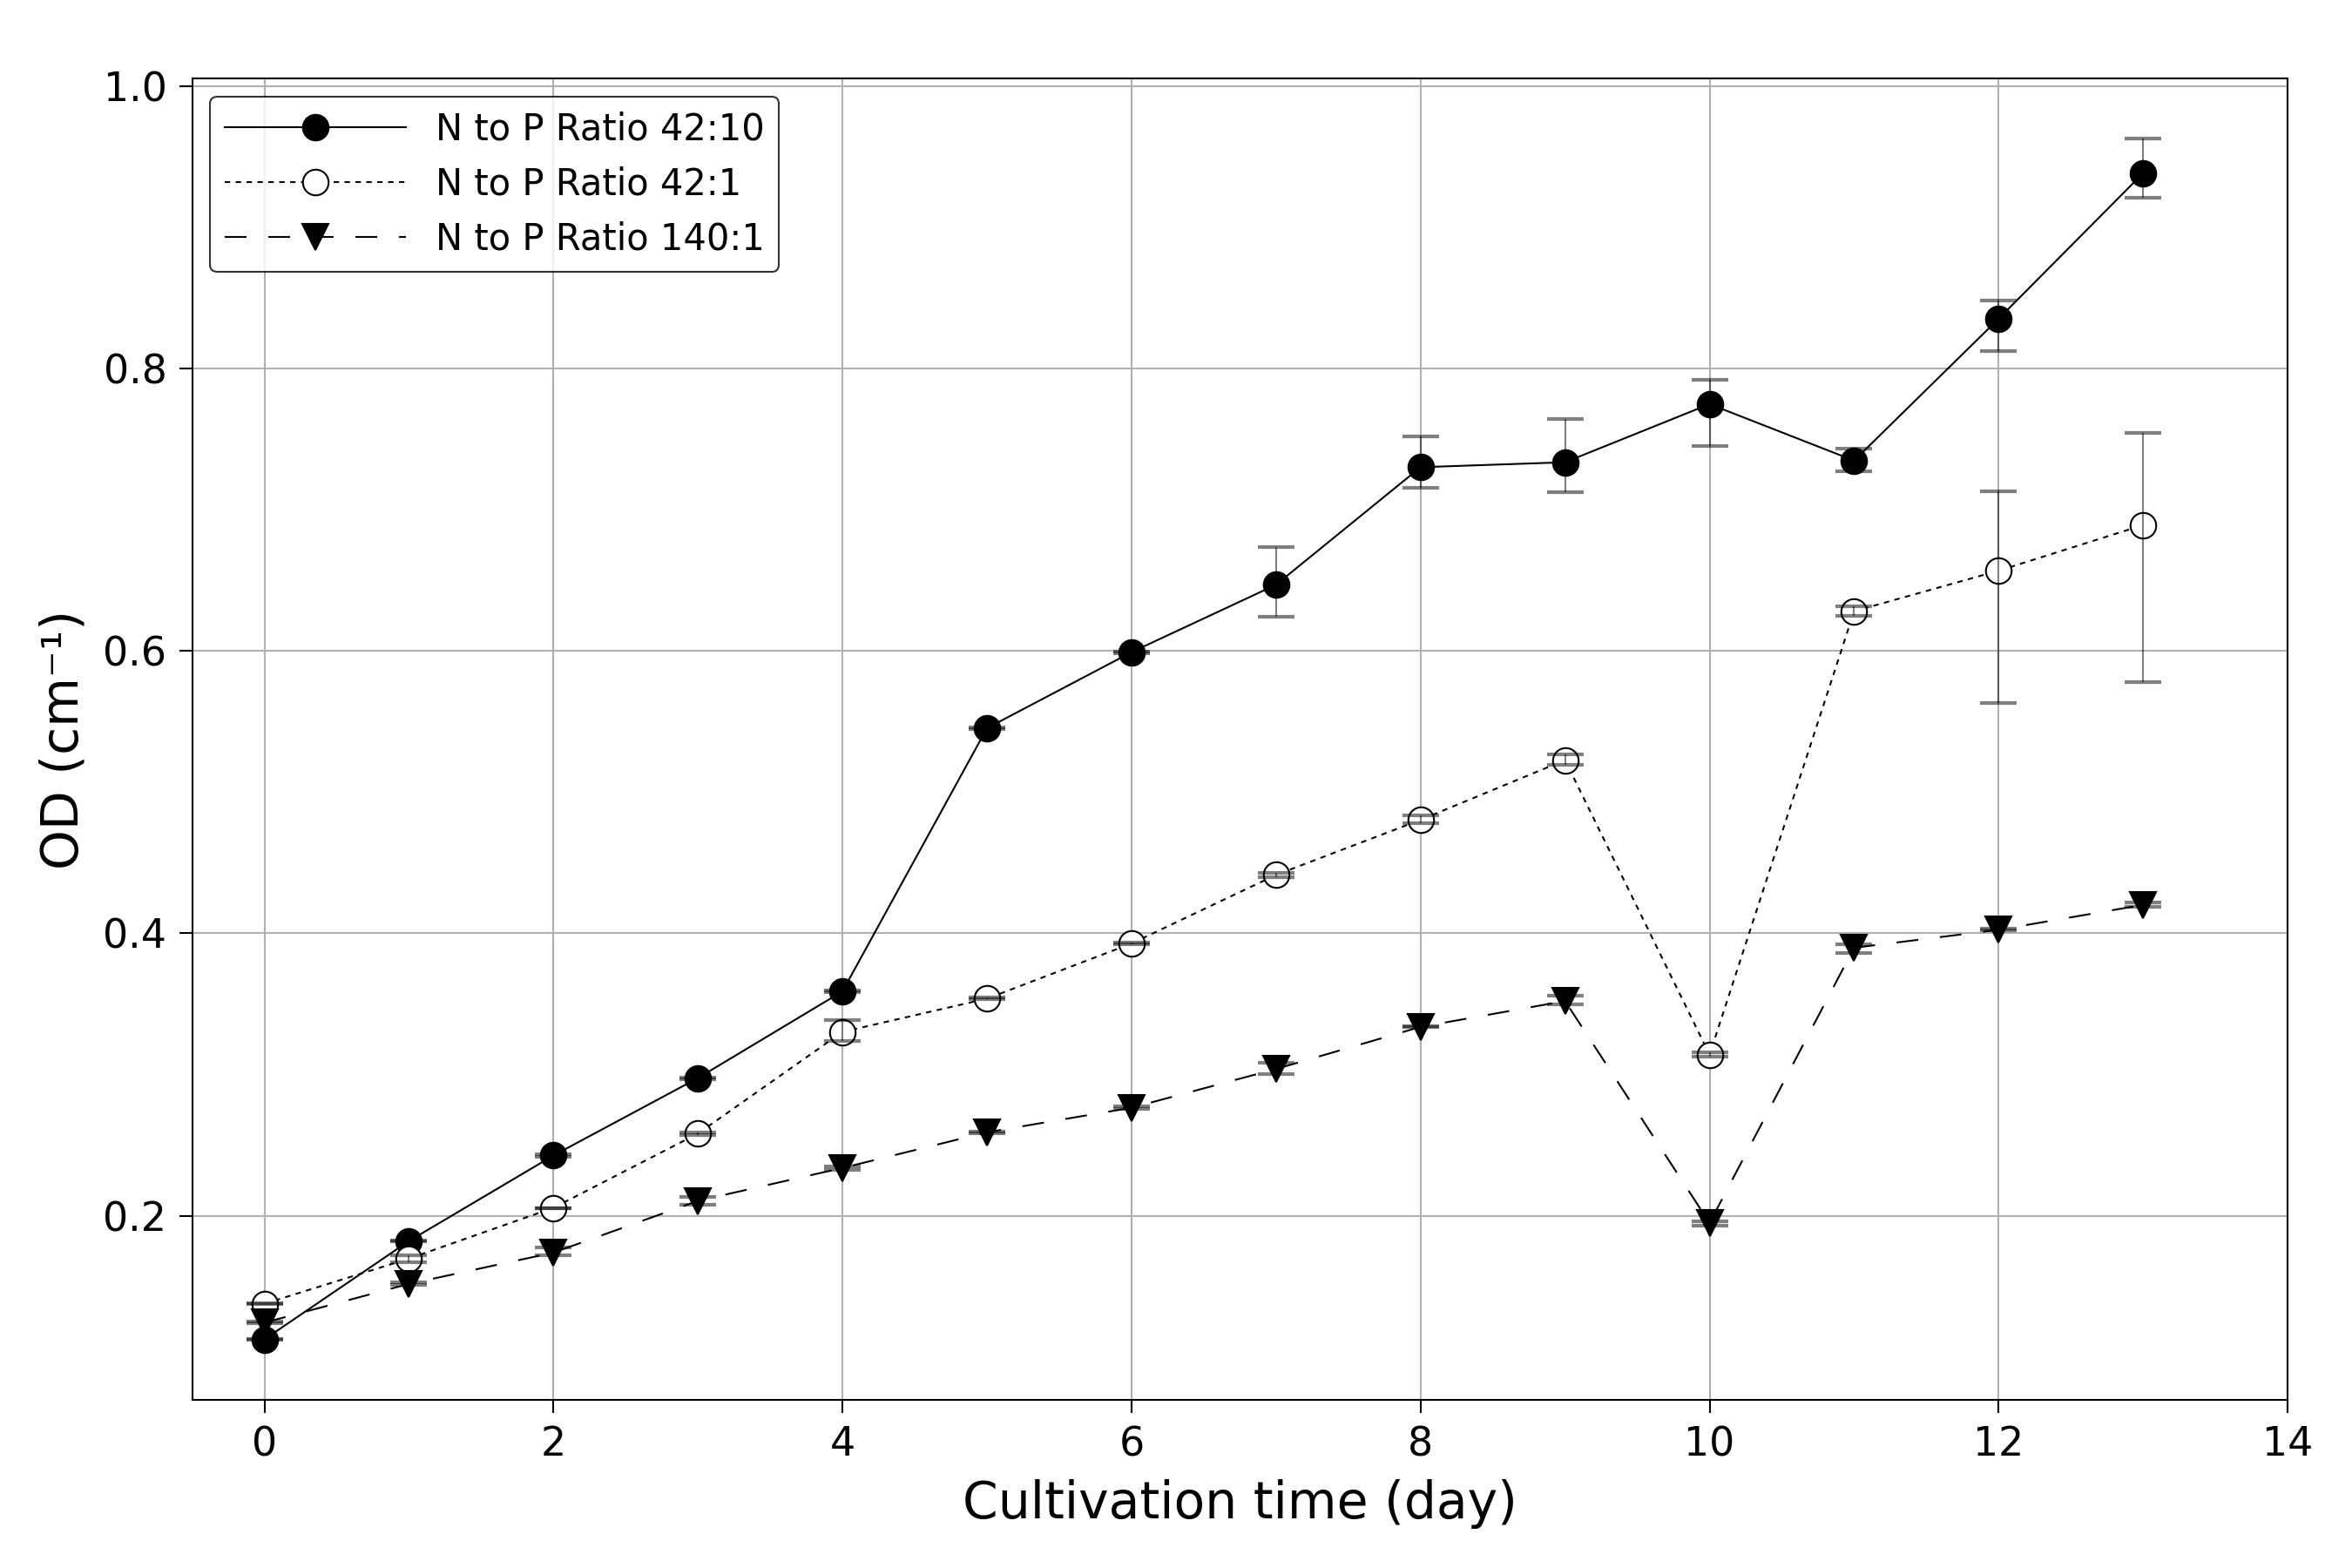 1.0
0.8
0.6
0.4
0.2
OD (cm⁻¹)
N to P Ratio 42:10
N to P Ratio 42:1
N to P Ratio 140:1
0 2 4 6 8 10 12 14
Cultivation time (day)